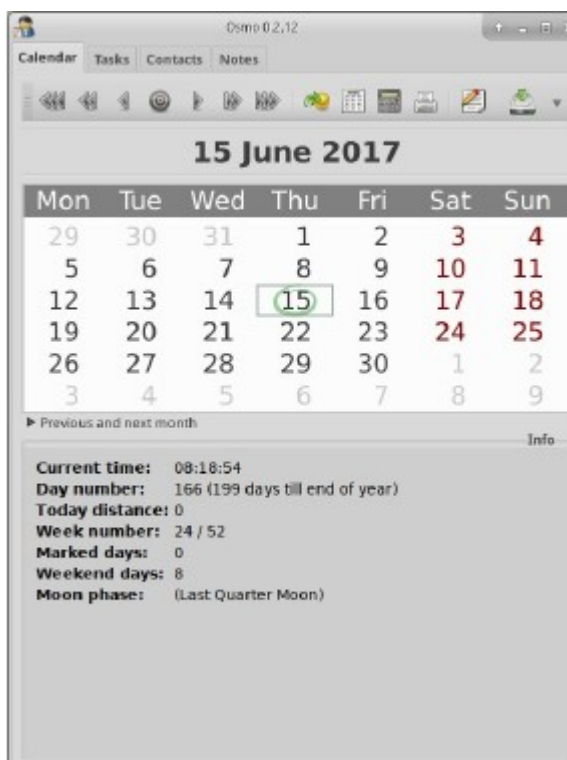 Osmo 0.2.12
Calendar Tasks Contacts Notes
15 June 2017
Mon Tue Wed Thu Fri Sat Sun
29 30 31 1 2 3 4
5 6 7 8 9 10 11
12 13 14 15 16 17 18
19 20 21 22 23 24 25
26 27 28 29 30 1 2
3 4 5 6 7 8 9
Previous and next month
Info
Current time: 08:18:54
Day number: 166 (199 days till end of year)
Today distance: 0
Week number: 24 / 52
Marked days: 0
Weekend days: 8
Moon phase: (Last Quarter Moon)